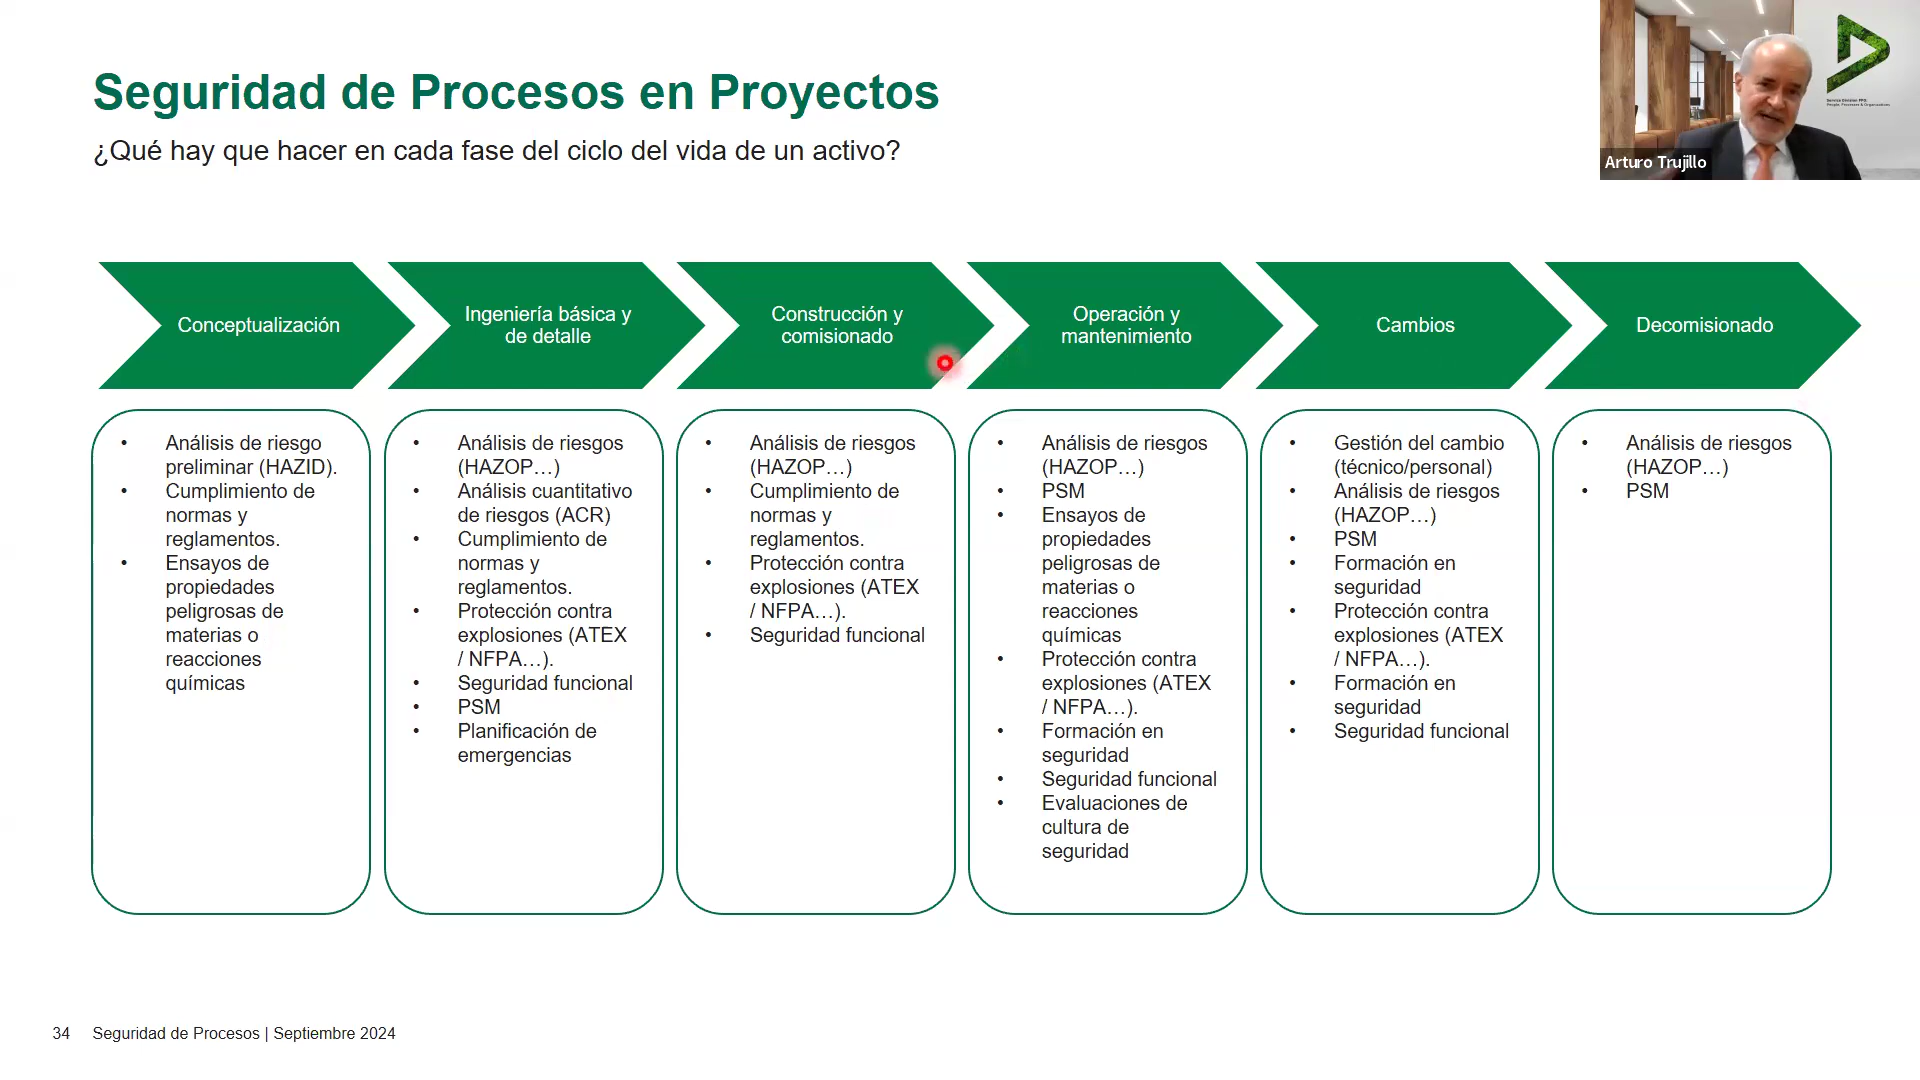 Seguridad de Procesos en Proyectos
¿Qué hay que hacer en cada fase del ciclo del vida de un activo?
Arturo Trujillo
Conceptualización
Ingeniería básica y
de detalle
Construcción y
comisionado
Operación y
mantenimiento
Cambios
Decomisionado
• Análisis de riesgo
preliminar (HAZID).
• Cumplimiento de
normas y
reglamentos.
• Ensayos de
propiedades
peligrosas de
materias o
reacciones
químicas
• Análisis de riesgos
(HAZOP…)
• Análisis cuantitativo
de riesgos (ACR)
• Cumplimiento de
normas y
reglamentos.
• Protección contra
explosiones (ATEX
/ NFPA…).
• Seguridad funcional
• PSM
• Planificación de
emergencias
• Análisis de riesgos
(HAZOP…)
• Cumplimiento de
normas y
reglamentos.
• Protección contra
explosiones (ATEX
/ NFPA…).
• Seguridad funcional
• Análisis de riesgos
(HAZOP…)
• PSM
• Ensayos de
propiedades
peligrosas de
materias o
reacciones
químicas
• Protección contra
explosiones (ATEX
/ NFPA…).
• Formación en
seguridad
• Seguridad funcional
• Evaluaciones de
cultura de
seguridad
• Gestión del cambio
(técnico/personal)
• Análisis de riesgos
(HAZOP…)
• PSM
• Formación en
seguridad
• Protección contra
explosiones (ATEX
/ NFPA…).
• Formación en
seguridad
• Seguridad funcional
• Análisis de riesgos
(HAZOP…)
• PSM
34 Seguridad de Procesos | Septiembre 2024